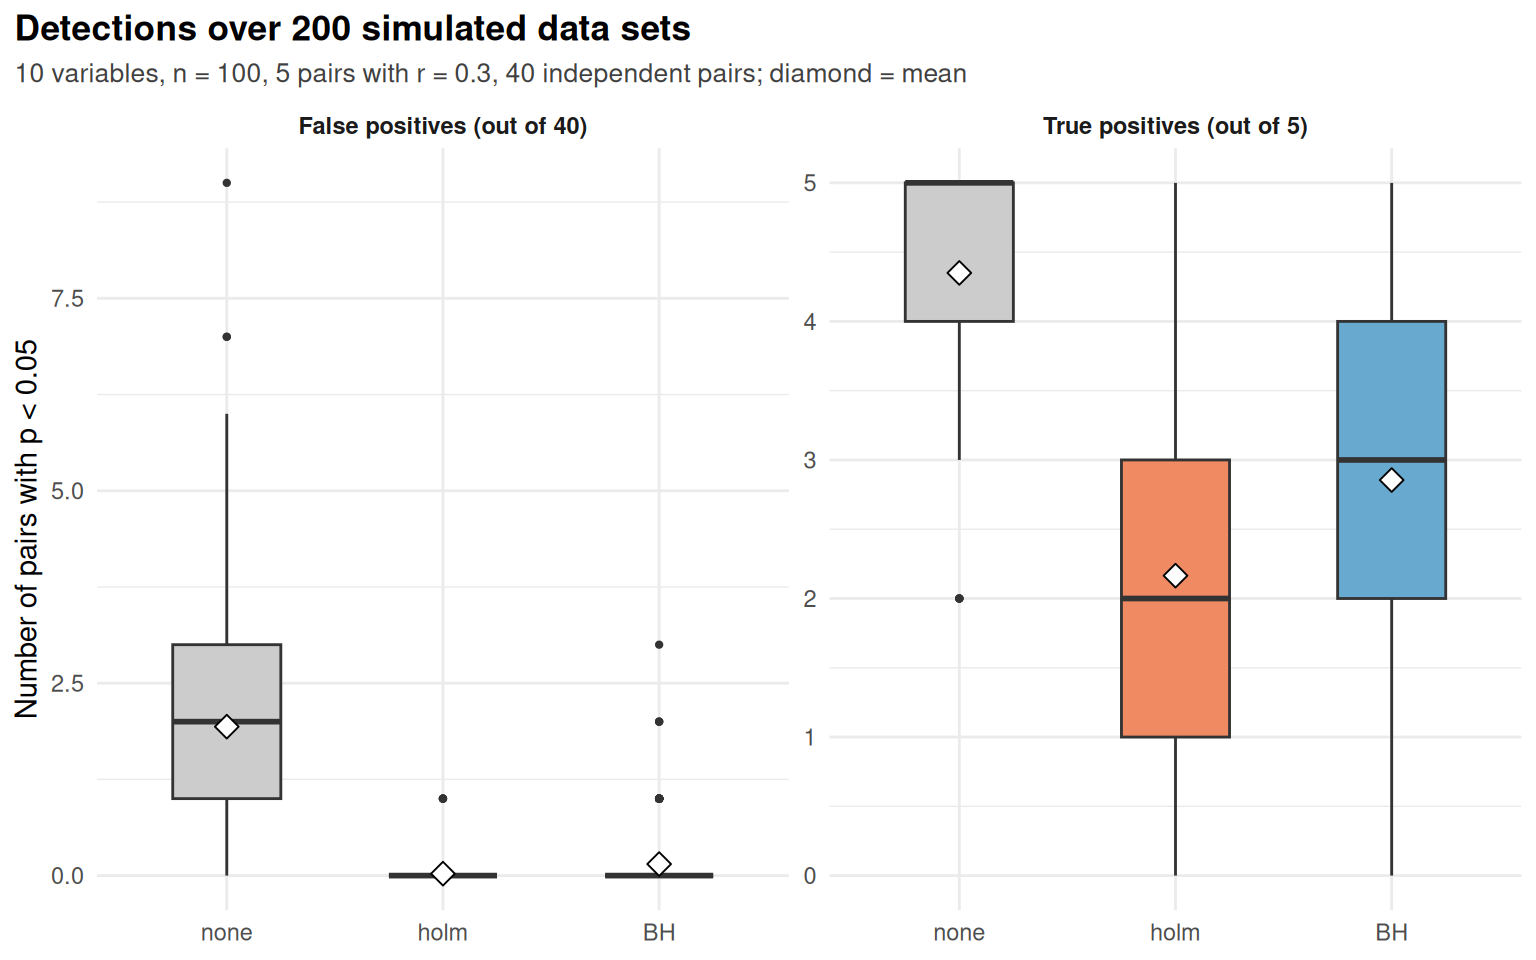 Detections over 200 simulated data sets
10 variables, n = 100, 5 pairs with r = 0.3, 40 independent pairs; diamond = mean
False positives (out of 40)
True positives (out of 5)
Number of pairs with p < 0.05
7.5
5.0
2.5
0.0
none
holm
BH
5
4
3
2
1
0
none
holm
BH